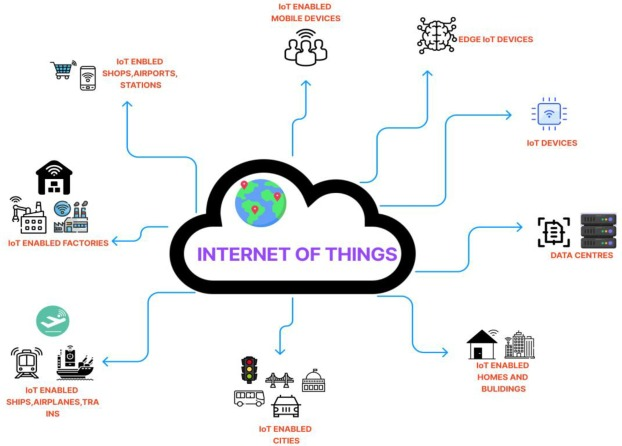 IoT ENABLED
MOBILE DEVICES
EDGE IoT DEVICES
IoT ENBLED
SHOPS,AIRPORTS,
STATIONS
IoT DEVICES
IoT ENABLED FACTORIES
INTERNET OF THINGS
DATA CENTRES
IoT ENABLED
SHIPS,AIRPLANES,TRA
INS
IoT ENABLED
CITIES
IoT ENABLED
HOMES AND
BULIDINGS